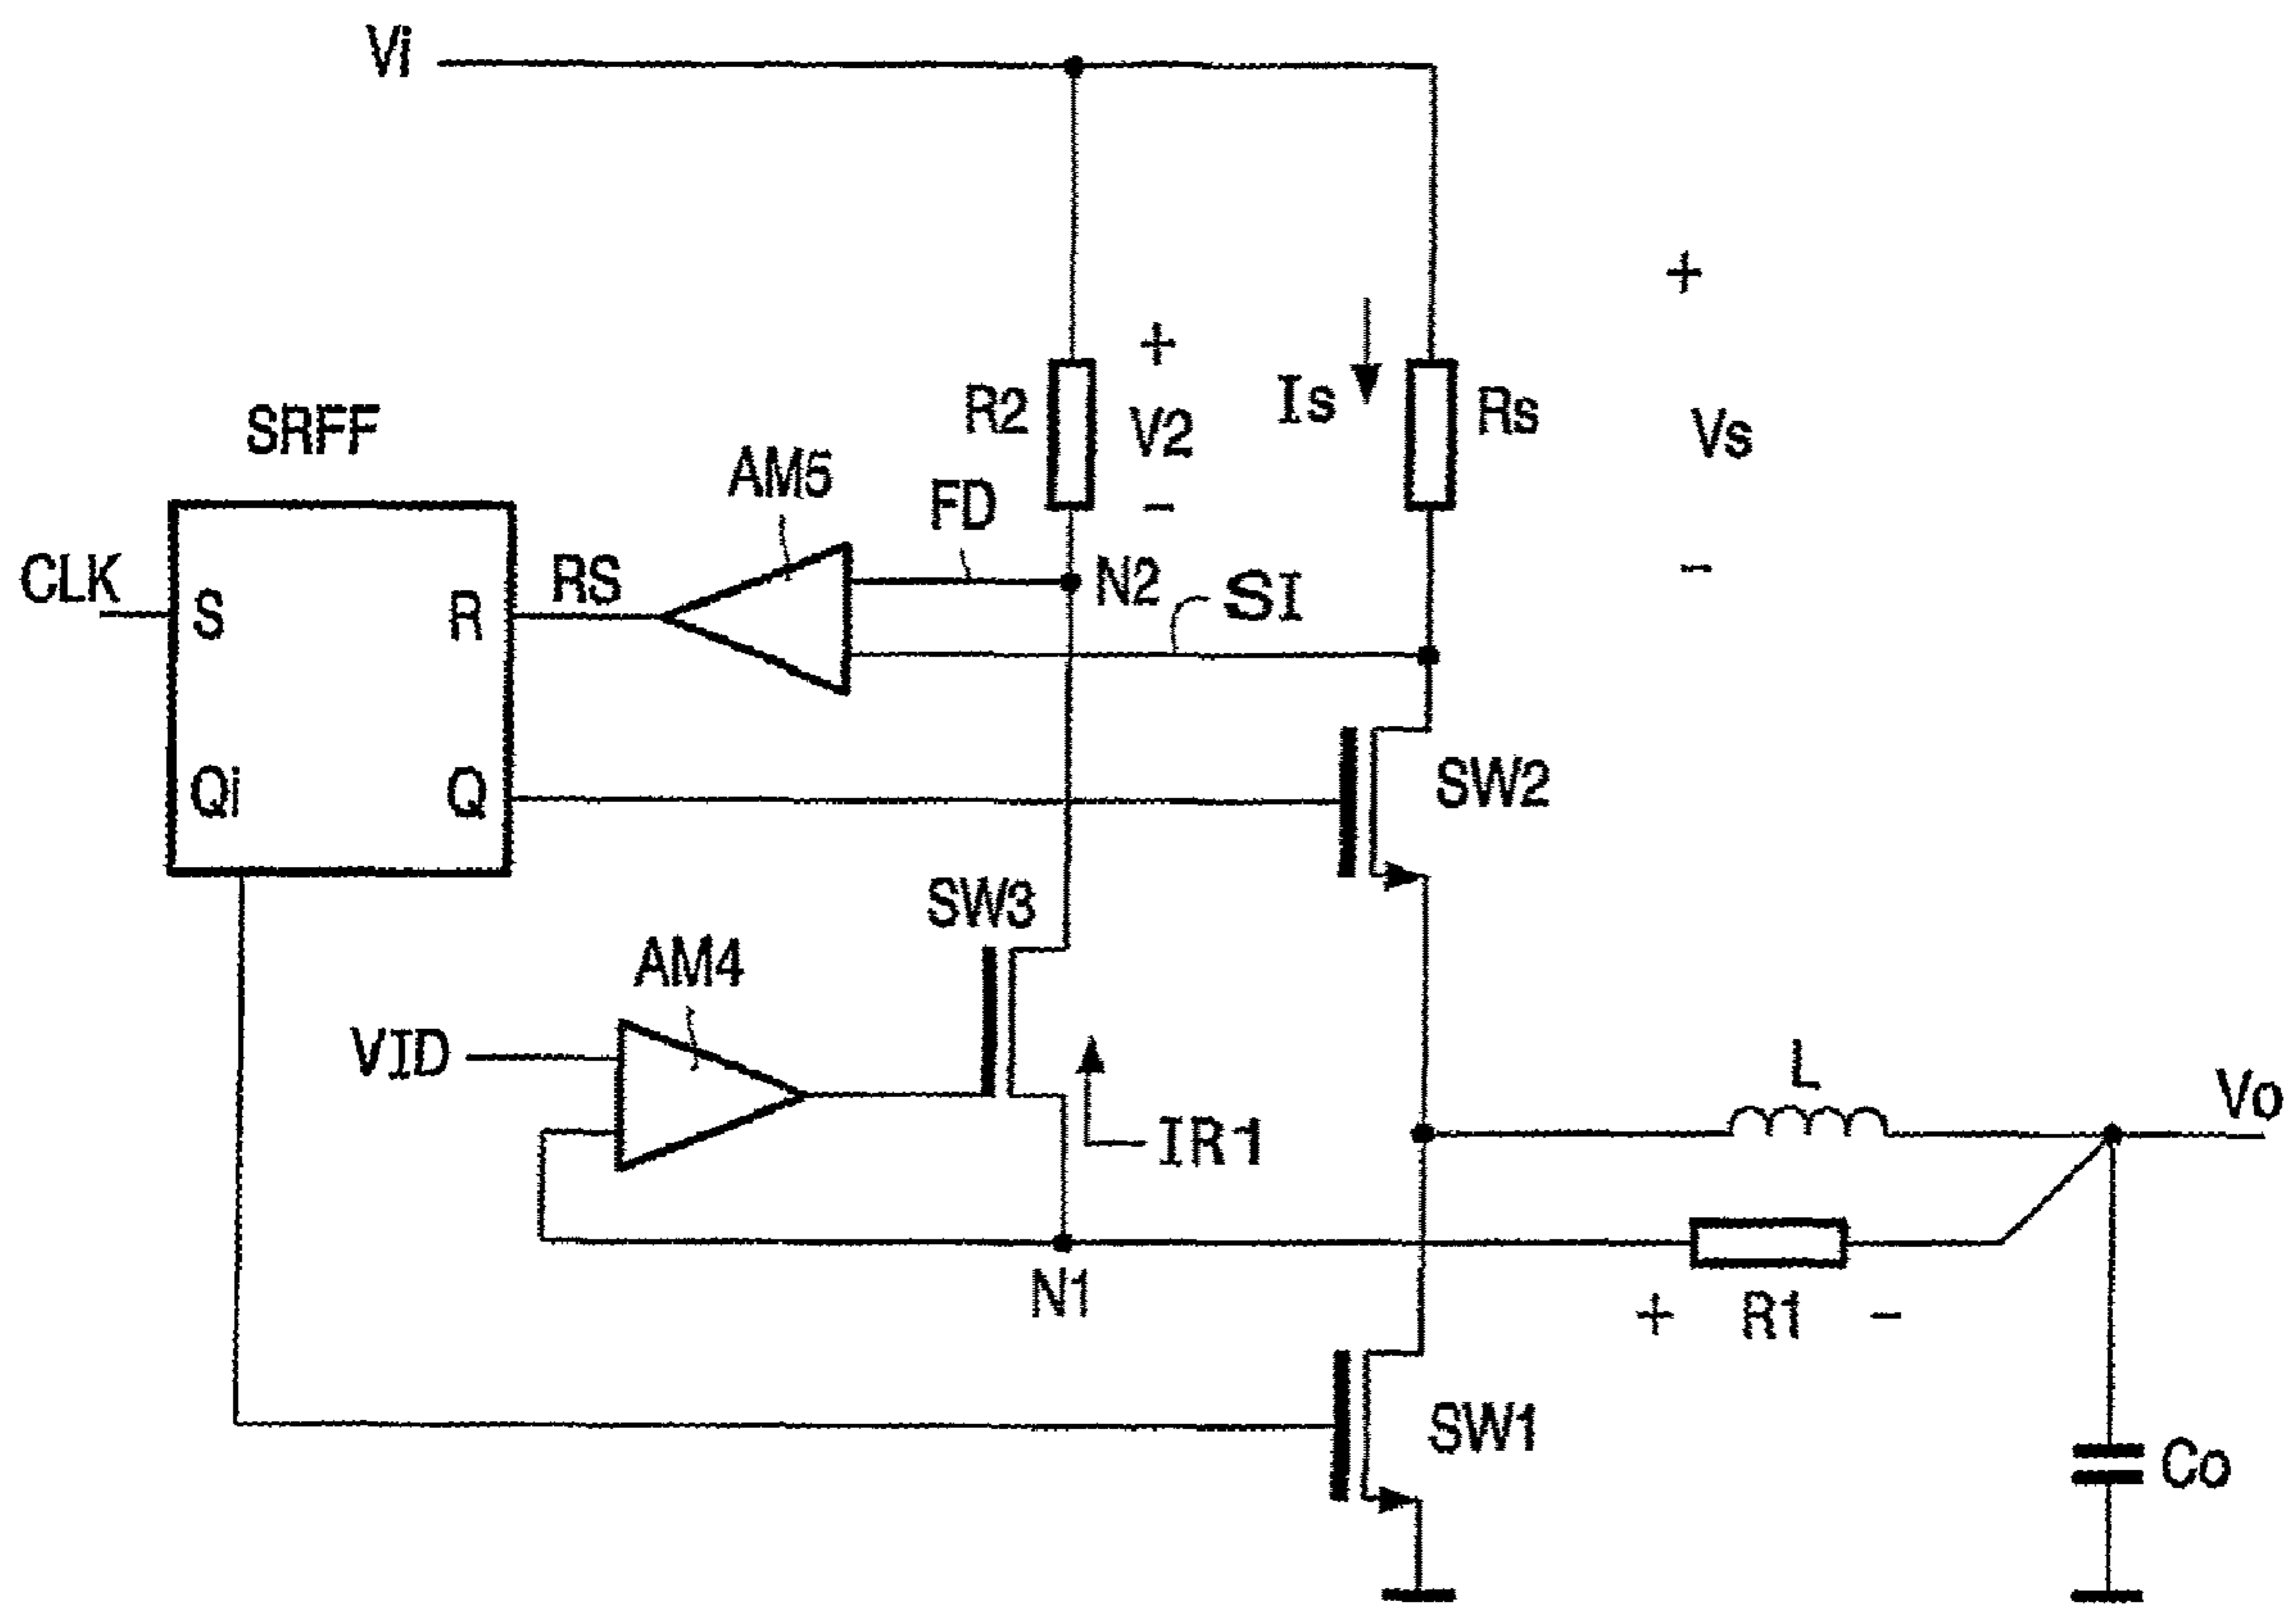 Vi
+
R2
V2
-
Is
Rs
+
Vs
-
SRFF
AM5
FD
N2
SI
CLK
S
R
RS
Qi
Q
SW2
SW3
AM4
VID
IR1
L
Vo
N1
+
R1
-
SW1
Co